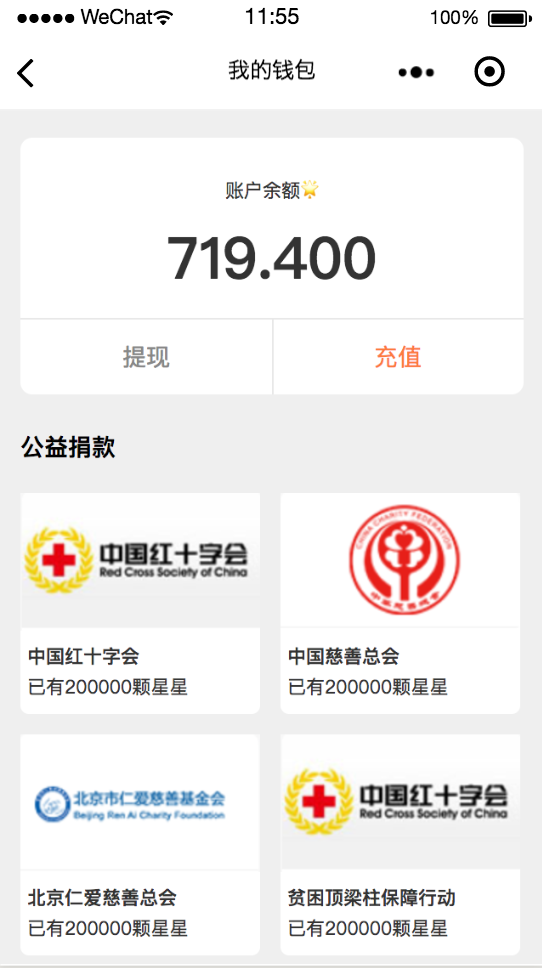 WeChat
11:55
100%
我的钱包
账户余额
719.400
提现
充值
公益捐款
中国红十字会
Red Cross Society of China
CHINA CHARITY FEDERATION
中华慈善总会
中国红十字会
已有200000颗星星
中国慈善总会
已有200000颗星星
北京市仁爱慈善基金会
Beijing Ren Ai Charity Foundation
中国红十字会
Red Cross Society of China
北京仁爱慈善总会
已有200000颗星星
贫困顶梁柱保障行动
已有200000颗星星